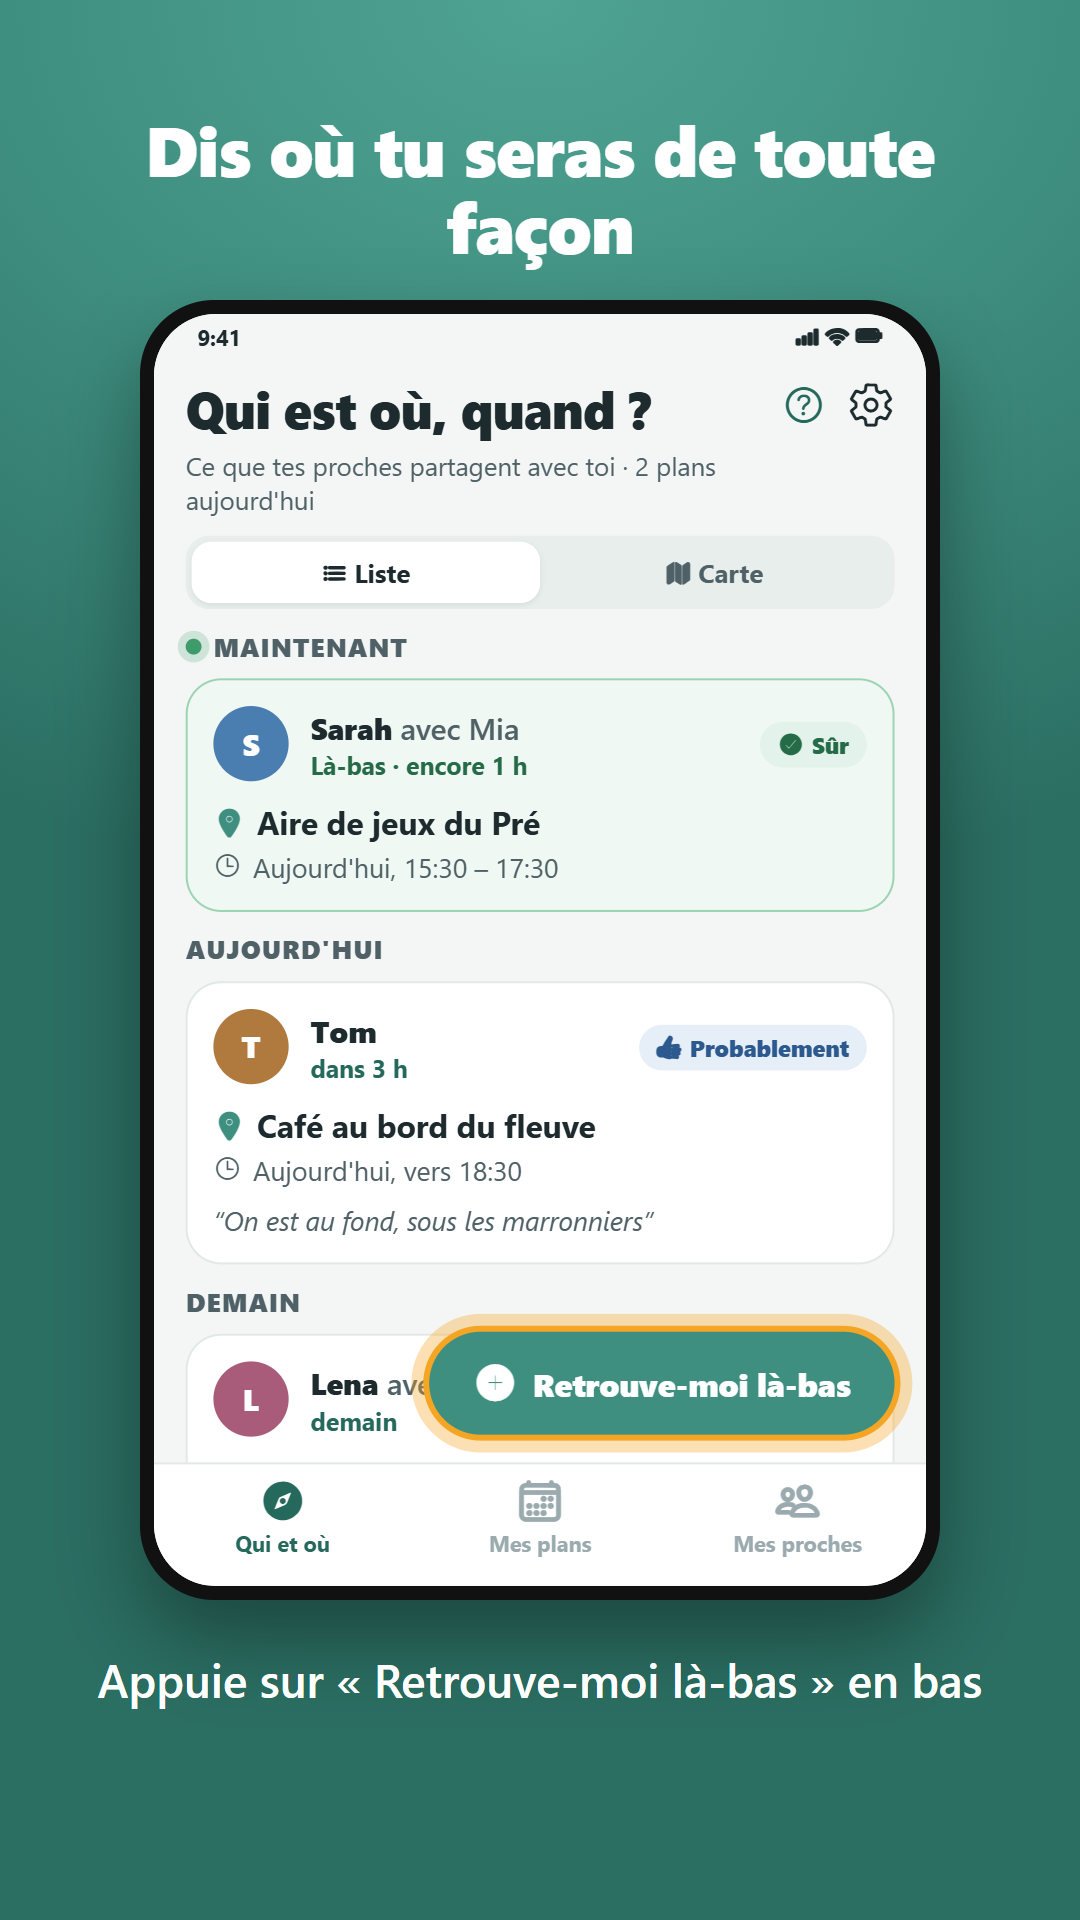 Dis où tu seras de toute
façon
9:41
Qui est où, quand ?
Ce que tes proches partagent avec toi · 2 plans
aujourd'hui
Liste
Carte
MAINTENANT
S
Sarah avec Mia
Là-bas · encore 1 h
Sûr
Aire de jeux du Pré
Aujourd'hui, 15:30 – 17:30
AUJOURD'HUI
T
Tom
dans 3 h
Probablement
Café au bord du fleuve
Aujourd'hui, vers 18:30
“On est au fond, sous les marronniers”
DEMAIN
L
Lena
demain
Retrouve-moi là-bas
Qui et où
Mes plans
Mes proches
Appuie sur « Retrouve-moi là-bas » en bas